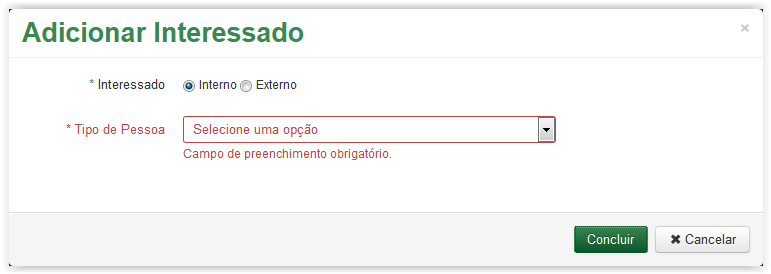 Adicionar Interessado ×
* Interessado Interno Externo
* Tipo de Pessoa Selecione uma opção
Campo de preenchimento obrigatório.
Concluir ✖ Cancelar